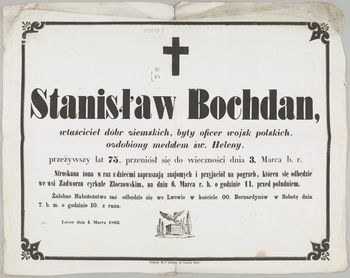 Stanisław Bochdan,
właściciel dóbr ziemskich, były oficer wojsk polskich,
ozdobiony medalem św. Heleny,
przeżywszy lat 75, przeniósł się do wieczności dnia 3. Marca b. r.
Stroskana żona w raz z dziećmi zapraszają znajomych i przyjaciół na pogrzeb, któren się odbędzie
we wsi Zadworzu cyrkule Złoczowskim, na dniu 6. Marca r. b. o godzinie 11. przed południem.
Żałobne Nabożeństwo zaś odbędzie się we Lwowie w kościele OO. Bernardynów w Sobotę dnia
7. b. m. o godzinie 10. z rana.
Lwów dnia 4. Marca 1863.